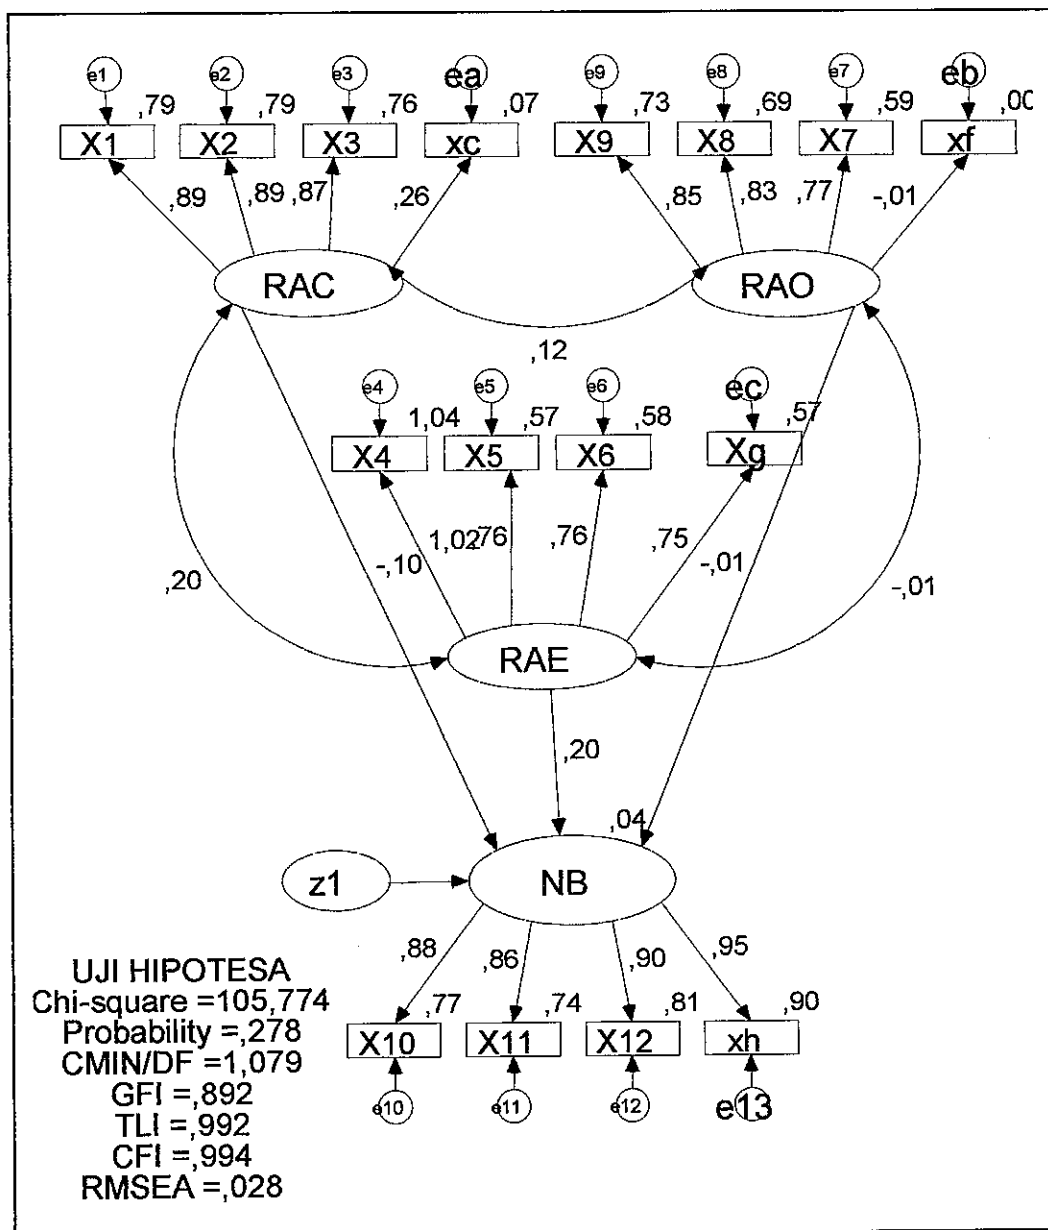 e1 e2 e3 ea e9 e8 e7 eb
,79 ,79 ,76 ,07 ,73 ,69 ,59 ,00
X1 X2 X3 xc X9 X8 X7 xf
,89 ,89 ,87 ,26 ,85 ,83 ,77 -,01
RAC RAO
,12
e4 e5 e6 ec
1,04 ,57 ,58 ,57
X4 X5 X6 Xg
,20 -,10 1,02 ,76 ,76 ,75 -,01 -,01
RAE
,20
,04
z1 NB
,88 ,86 ,90 ,95
,77 ,74 ,81 ,90
X10 X11 X12 xh
e10 e11 e12 e13
UJI HIPOTESA
Chi-square =105,774
Probability =,278
CMIN/DF =1,079
GFI =,892
TLI =,992
CFI =,994
RMSEA =,028